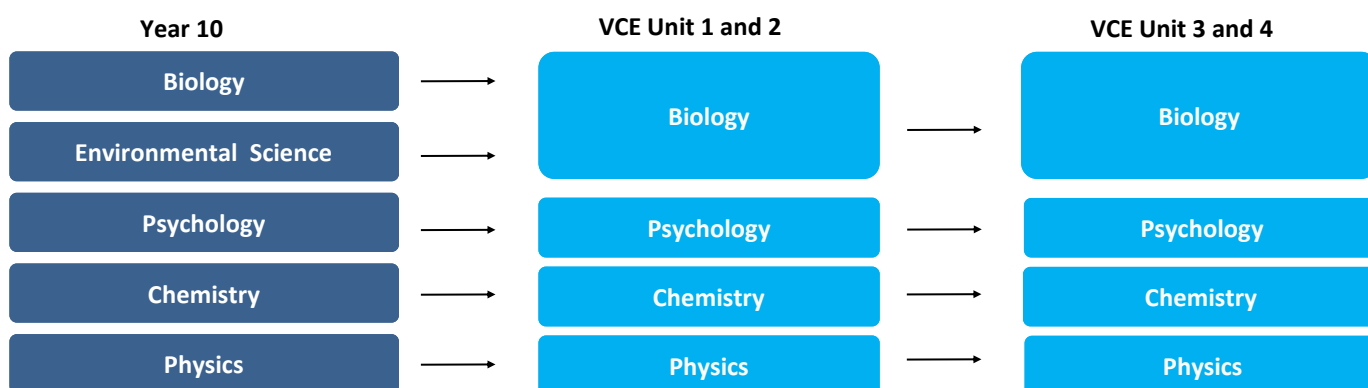 Year 10 VCE Unit 1 and 2 VCE Unit 3 and 4
Biology Biology Biology
Environmental Science
Psychology Psychology Psychology
Chemistry Chemistry Chemistry
Physics Physics Physics